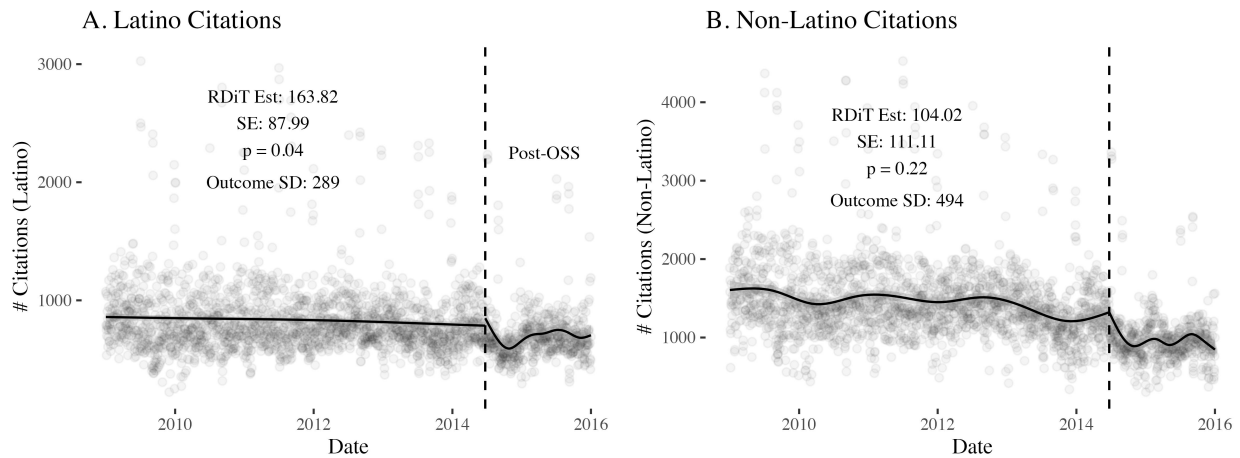 A. Latino Citations
# Citations (Latino)
3000
2000
1000
RDiT Est: 163.82
SE: 87.99
p = 0.04
Outcome SD: 289
Post-OSS
2010
2012
2014
2016
Date
B. Non-Latino Citations
# Citations (Non-Latino)
4000
3000
2000
1000
RDiT Est: 104.02
SE: 111.11
p = 0.22
Outcome SD: 494
2010
2012
2014
2016
Date